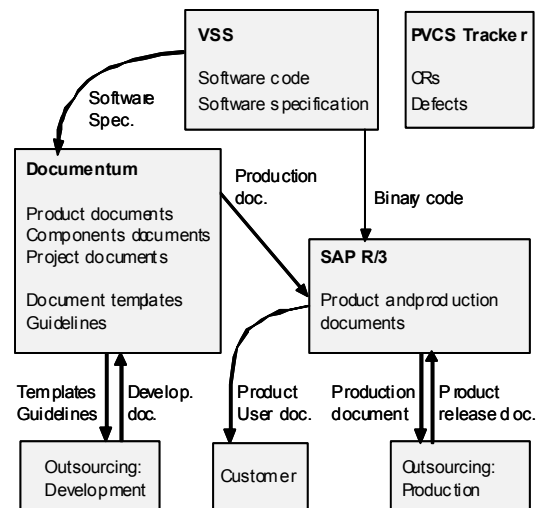 VSS
Software code
Software specification
PVCS Tracker
CRs
Defects
Software
Spec.
Documentum
Product documents
Components documents
Project documents
Document templates
Guidelines
Production
doc.
Binary code
SAP R/3
Product andproduction
documents
Templates
Guidelines
Develop.
doc.
Product
User doc.
Production
document
Product
release doc.
Outsourcing:
Development
Customer
Outsourcing:
Production